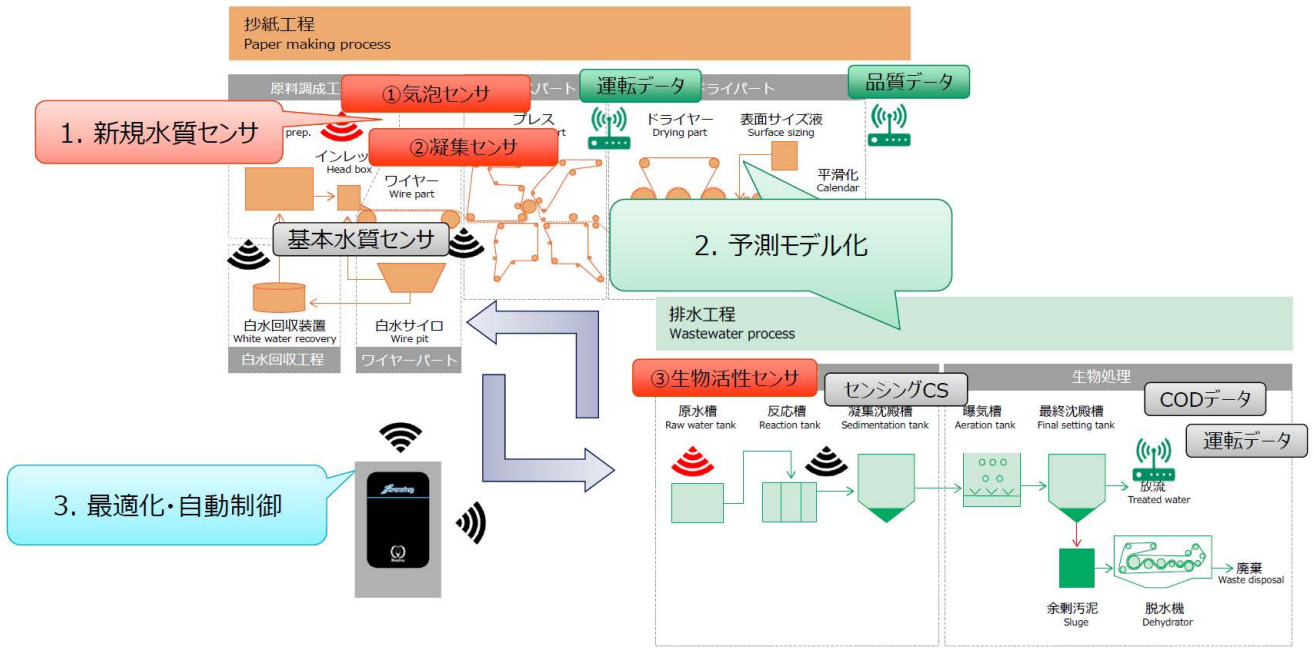 抄紙工程
Paper making process
原料調成工
パート
ドライパート
①気泡センサ
運転データ
品質データ
1. 新規水質センサ
prep.
②凝集センサ
プレス
ドライヤー
Drying part
表面サイズ液
Surface sizing
インレッ
Head box
ワイヤー
Wire part
平滑化
Calendar
基本水質センサ
2. 予測モデル化
白水回収装置
White water recovery
白水サイロ
Wire pit
白水回収工程
ワイヤーパート
排水工程
Wastewater process
③生物活性センサ
センシングCS
生物処理
CODデータ
運転データ
原水槽
Raw water tank
反応槽
Reaction tank
凝集沈殿槽
Sedimentation tank
曝気槽
Aeration tank
最終沈殿槽
Final setting tank
放流
Treated water
3. 最適化・自動制御
廃棄
Waste disposal
余剰汚泥
Sluge
脱水機
Dehydrator